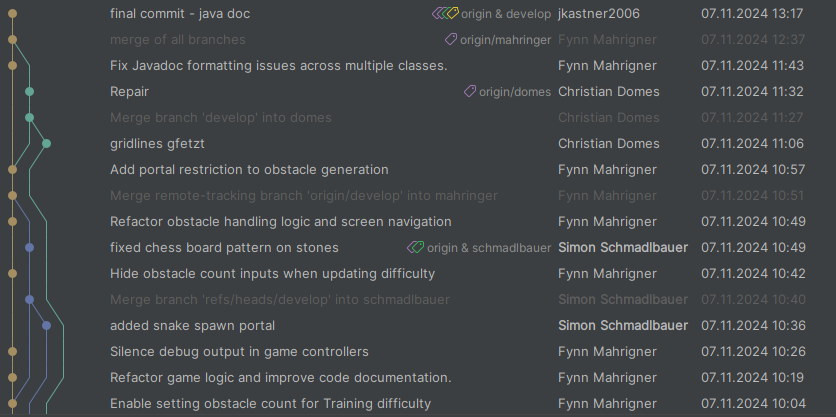 final commit - java doc origin & develop jkastner2006 07.11.2024 13:17
merge of all branches origin/mahringer Fynn Mahrigner 07.11.2024 12:37
Fix Javadoc formatting issues across multiple classes. Fynn Mahrigner 07.11.2024 11:43
Repair origin/domes Christian Domes 07.11.2024 11:32
Merge branch 'develop' into domes Christian Domes 07.11.2024 11:27
gridlines gfetzt Christian Domes 07.11.2024 11:06
Add portal restriction to obstacle generation Fynn Mahrigner 07.11.2024 10:57
Merge remote-tracking branch 'origin/develop' into mahringer Fynn Mahrigner 07.11.2024 10:51
Refactor obstacle handling logic and screen navigation Fynn Mahrigner 07.11.2024 10:49
fixed chess board pattern on stones origin & schmadlbauer Simon Schmadlbauer 07.11.2024 10:49
Hide obstacle count inputs when updating difficulty Fynn Mahrigner 07.11.2024 10:42
Merge branch 'refs/heads/develop' into schmadlbauer Simon Schmadlbauer 07.11.2024 10:40
added snake spawn portal Simon Schmadlbauer 07.11.2024 10:36
Silence debug output in game controllers Fynn Mahrigner 07.11.2024 10:26
Refactor game logic and improve code documentation. Fynn Mahrigner 07.11.2024 10:19
Enable setting obstacle count for Training difficulty Fynn Mahrigner 07.11.2024 10:04